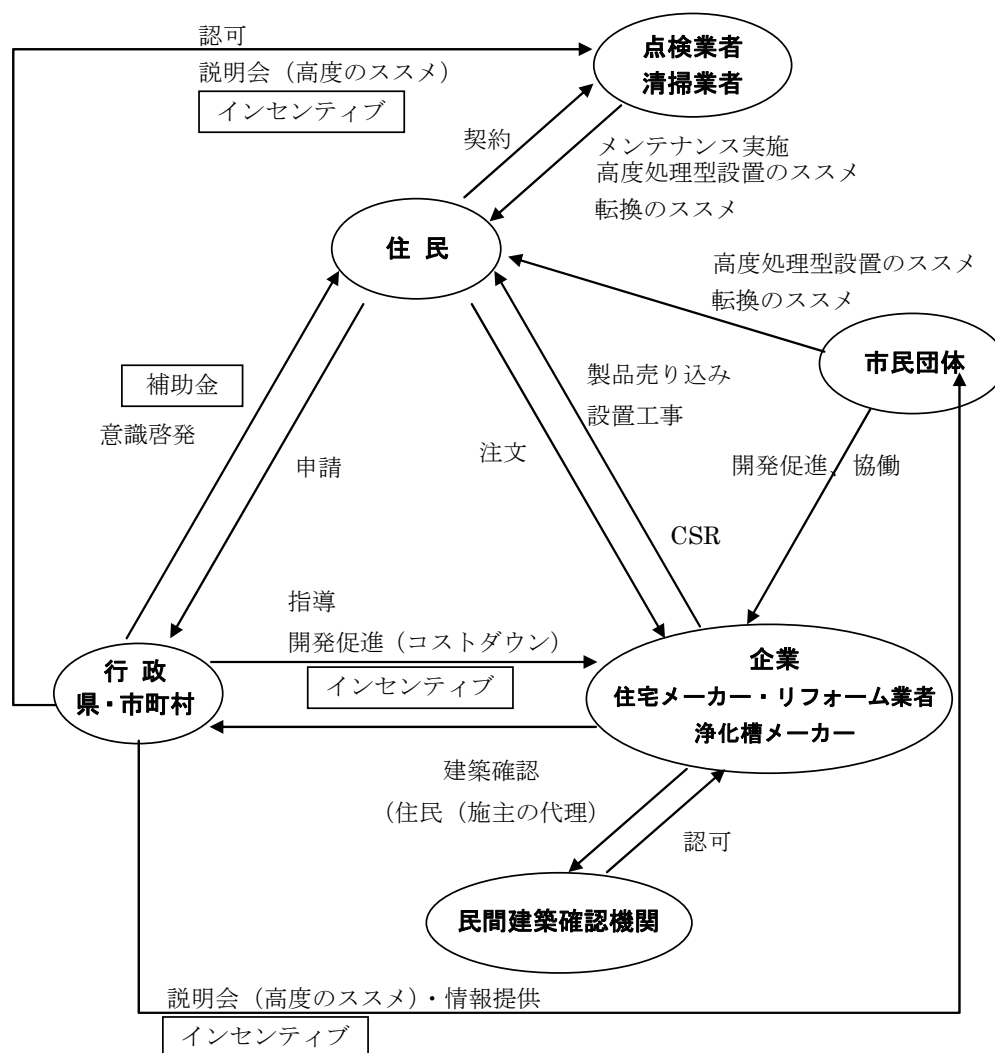 認可
説明会（高度のススメ）
インセンティブ
点検業者
清掃業者
契約
メンテナンス実施
高度処理型設置のススメ
転換のススメ
住 民
高度処理型設置のススメ
転換のススメ
市民団体
補助金
意識啓発
申請
注文
製品売り込み
設置工事
開発促進、協働
CSR
指導
開発促進（コストダウン）
インセンティブ
行 政
県・市町村
企業
住宅メーカー・リフォーム業者
浄化槽メーカー
建築確認
（住民（施主の代理）
認可
民間建築確認機関
説明会（高度のススメ）・情報提供
インセンティブ